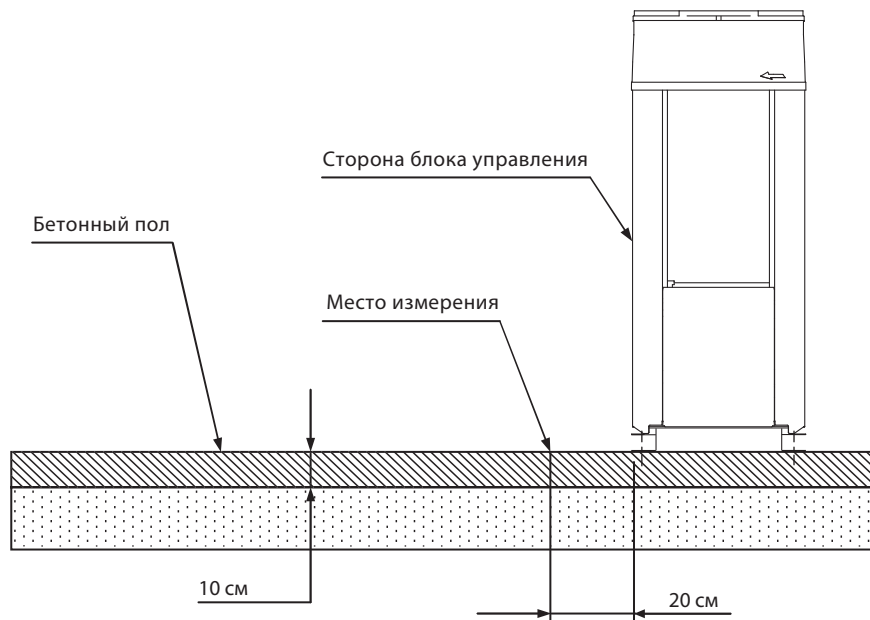 Сторона блока управления
Бетонный пол
Место измерения
10 см
20 см